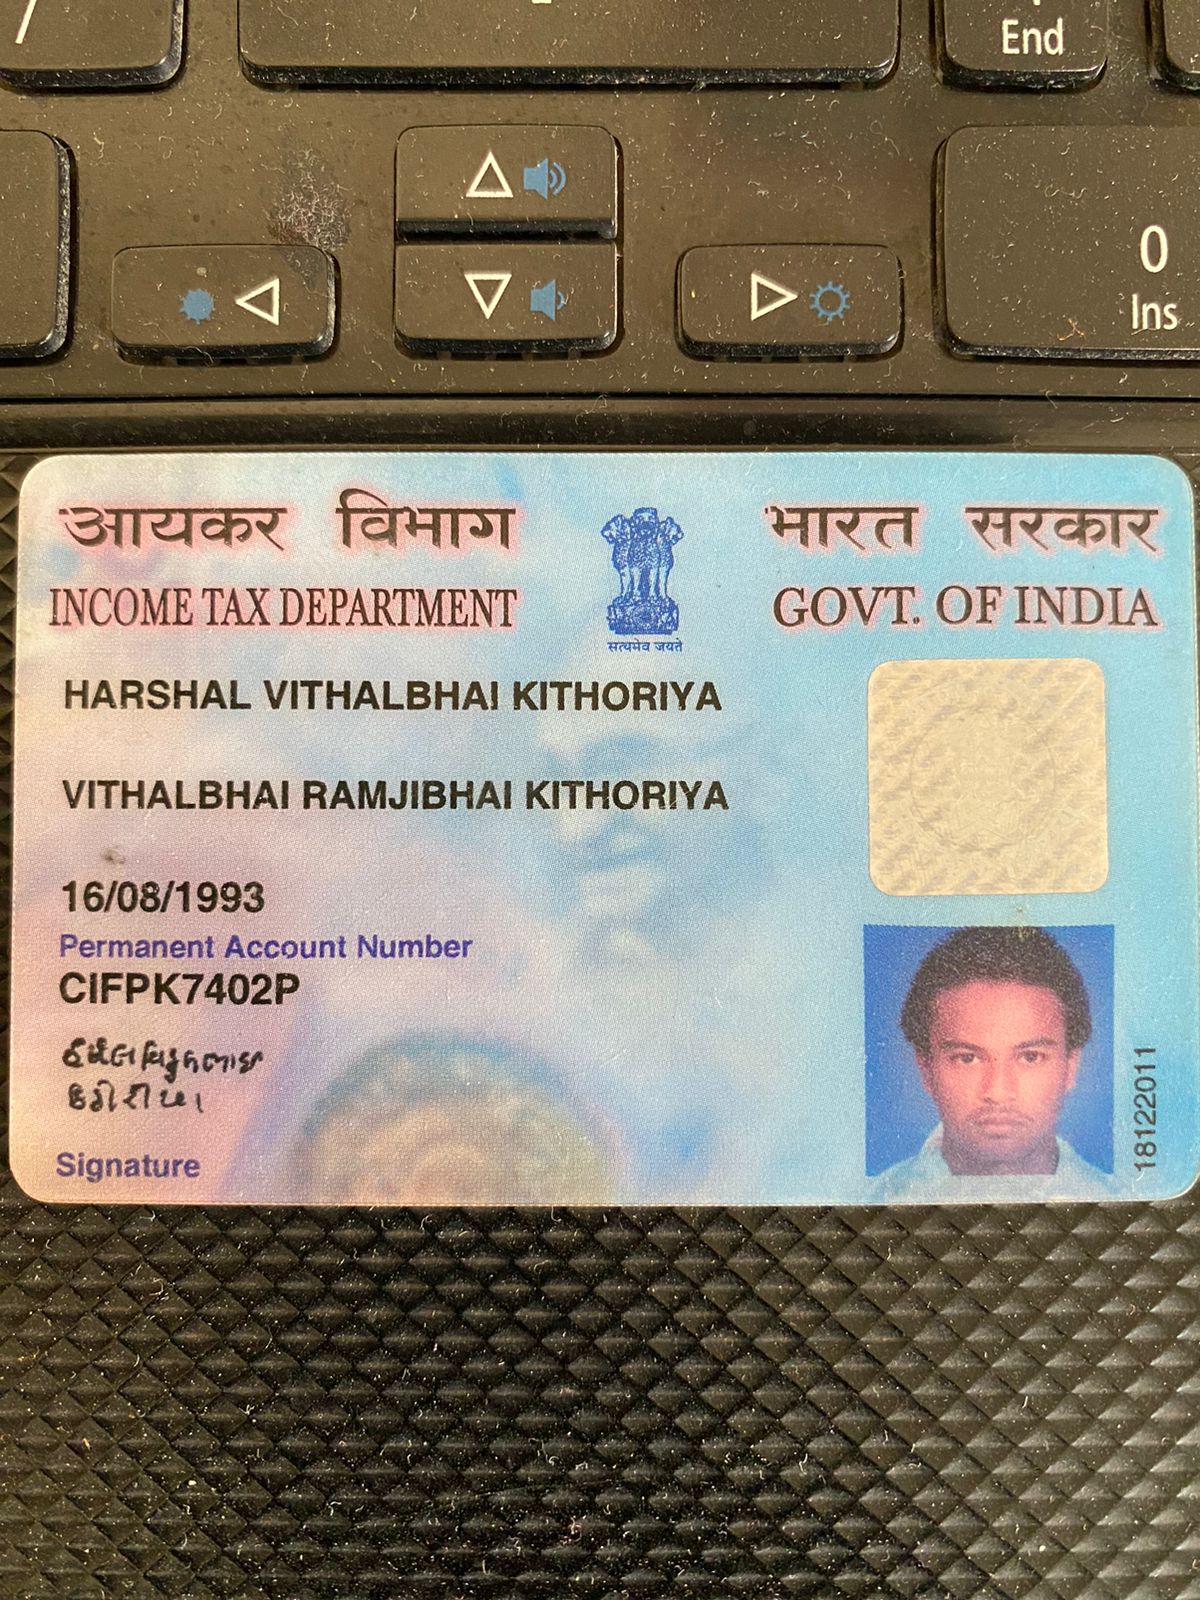 /
End
0
Ins
आयकर विभाग
INCOME TAX DEPARTMENT
सत्यमेव जयते
भारत सरकार
GOVT. OF INDIA
HARSHAL VITHALBHAI KITHORIYA
VITHALBHAI RAMJIBHAI KITHORIYA
16/08/1993
Permanent Account Number
CIFPK7402P
Signature
18122011